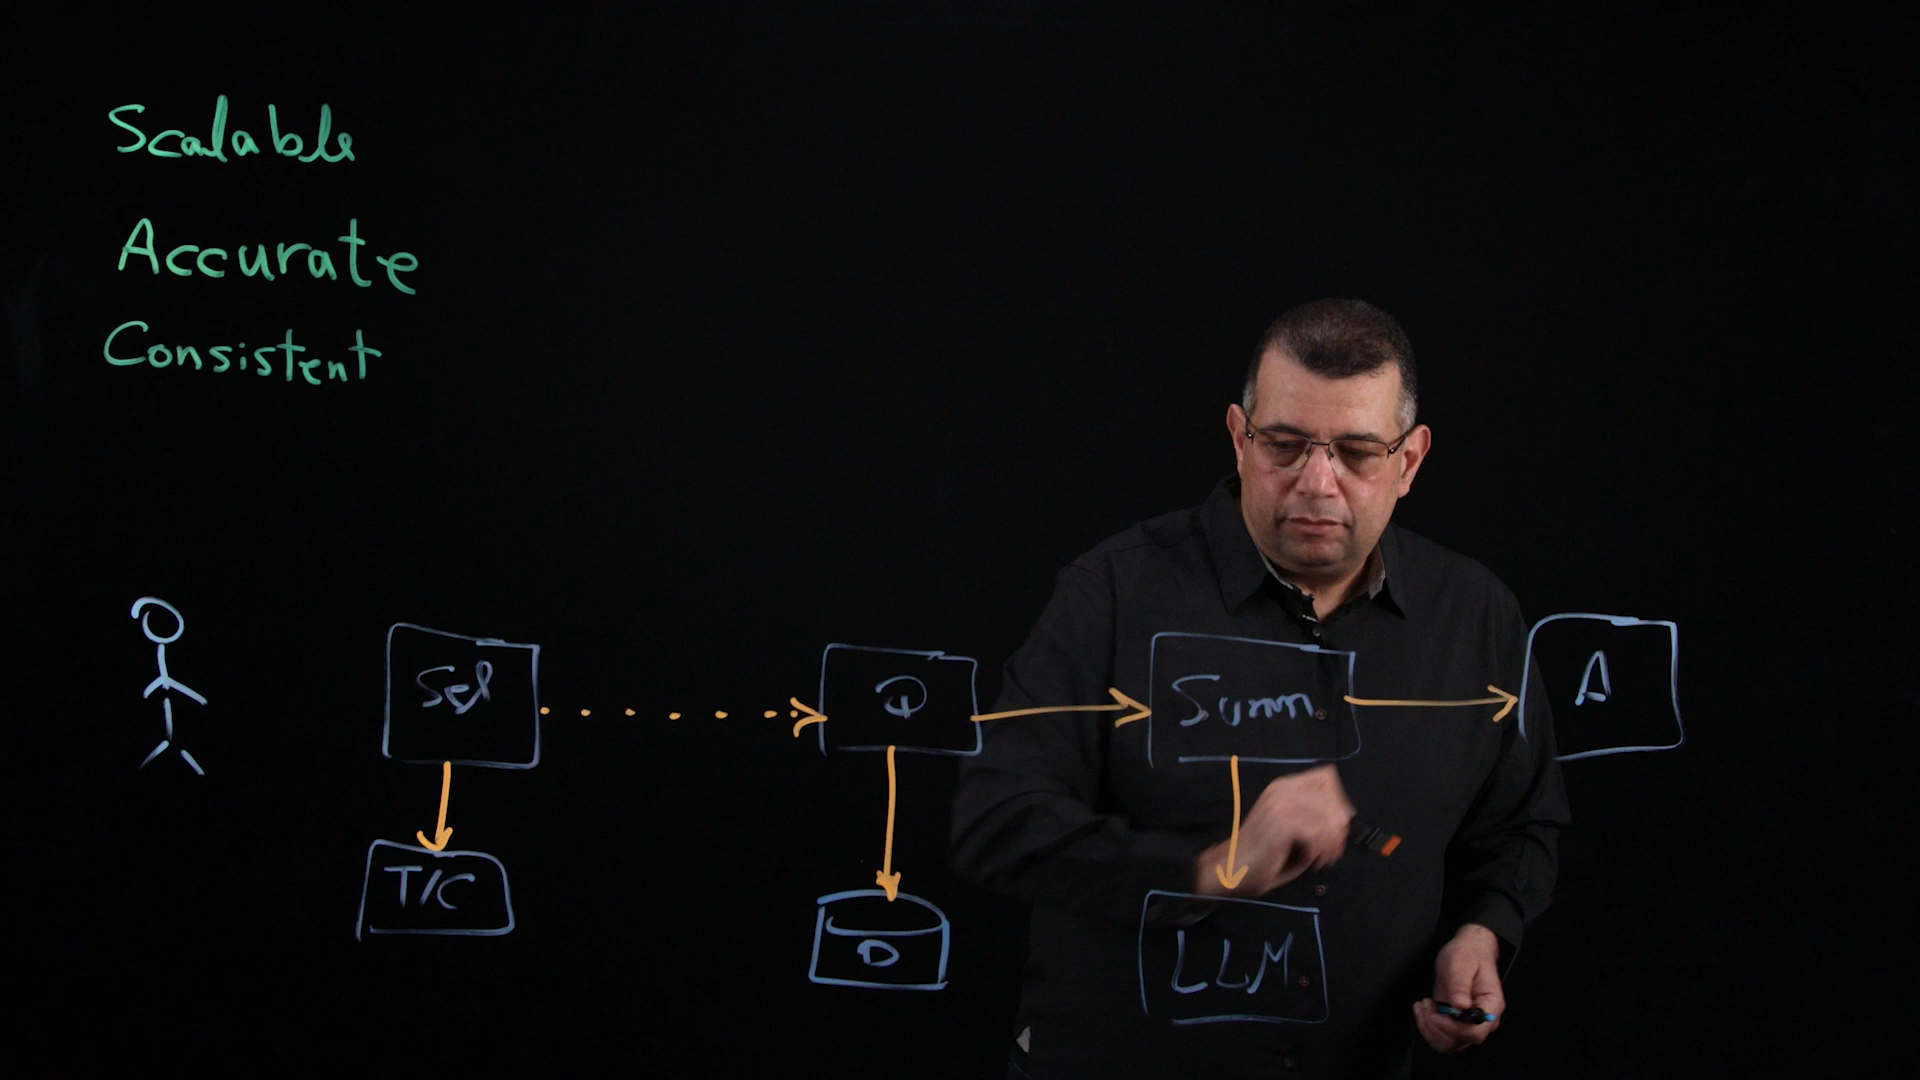 Scalable
Accurate
Consistent
Sel
Q
Summ.
A
T/C
D
LLM